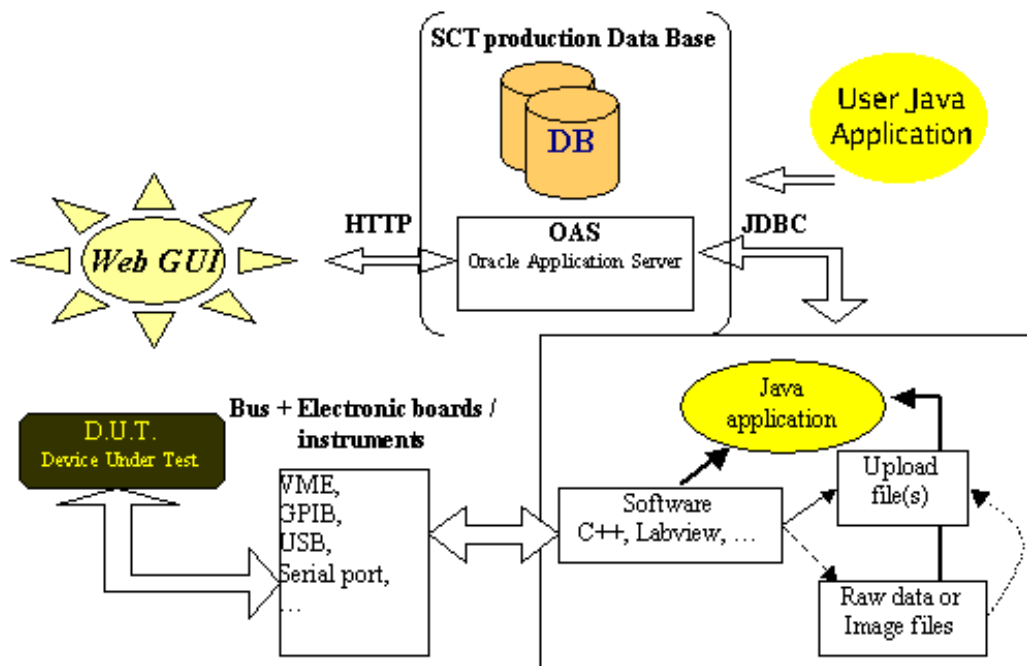 SCT production Data Base
DB
User Java
Application
HTTP
OAS
Oracle Application Server
JDBC
Web GUI
Bus + Electronic boards /
instruments
D.U.T.
Device Under Test
VME,
GPIB,
USB,
Serial port,
...
Java
application
Software
C++, Labview, ...
Upload
file(s)
Raw data or
Image files